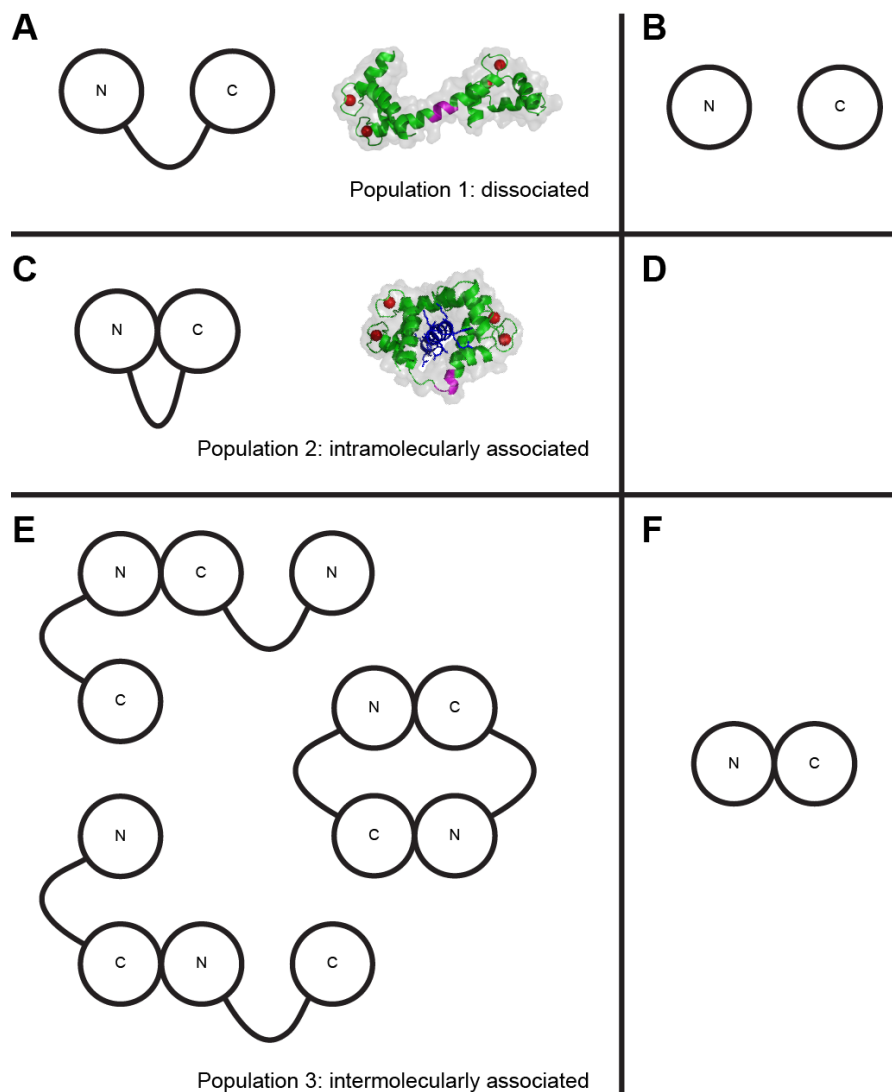 A
B
N
C
N
C
Population 1: dissociated
C
D
N
C
Population 2: intramolecularly associated
E
F
N
C
N
C
N
C
N
C
C
N
N
C
N
C
Population 3: intermolecularly associated